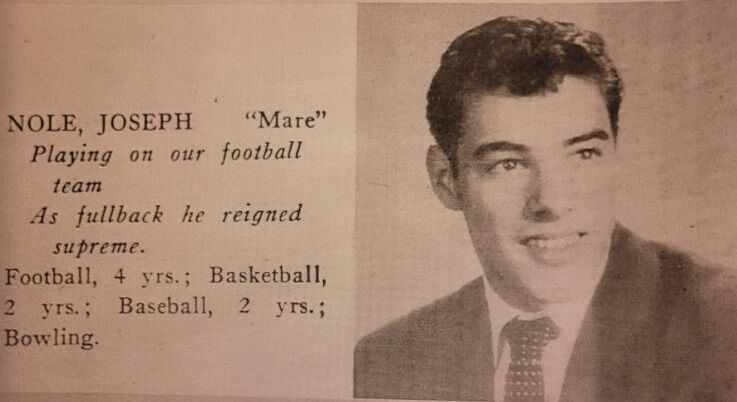 NOLE, JOSEPH "Mare"
Playing on our football
team
As fullback he reigned
supreme.
Football, 4 yrs.; Basketball,
2 yrs.; Baseball, 2 yrs.;
Bowling.